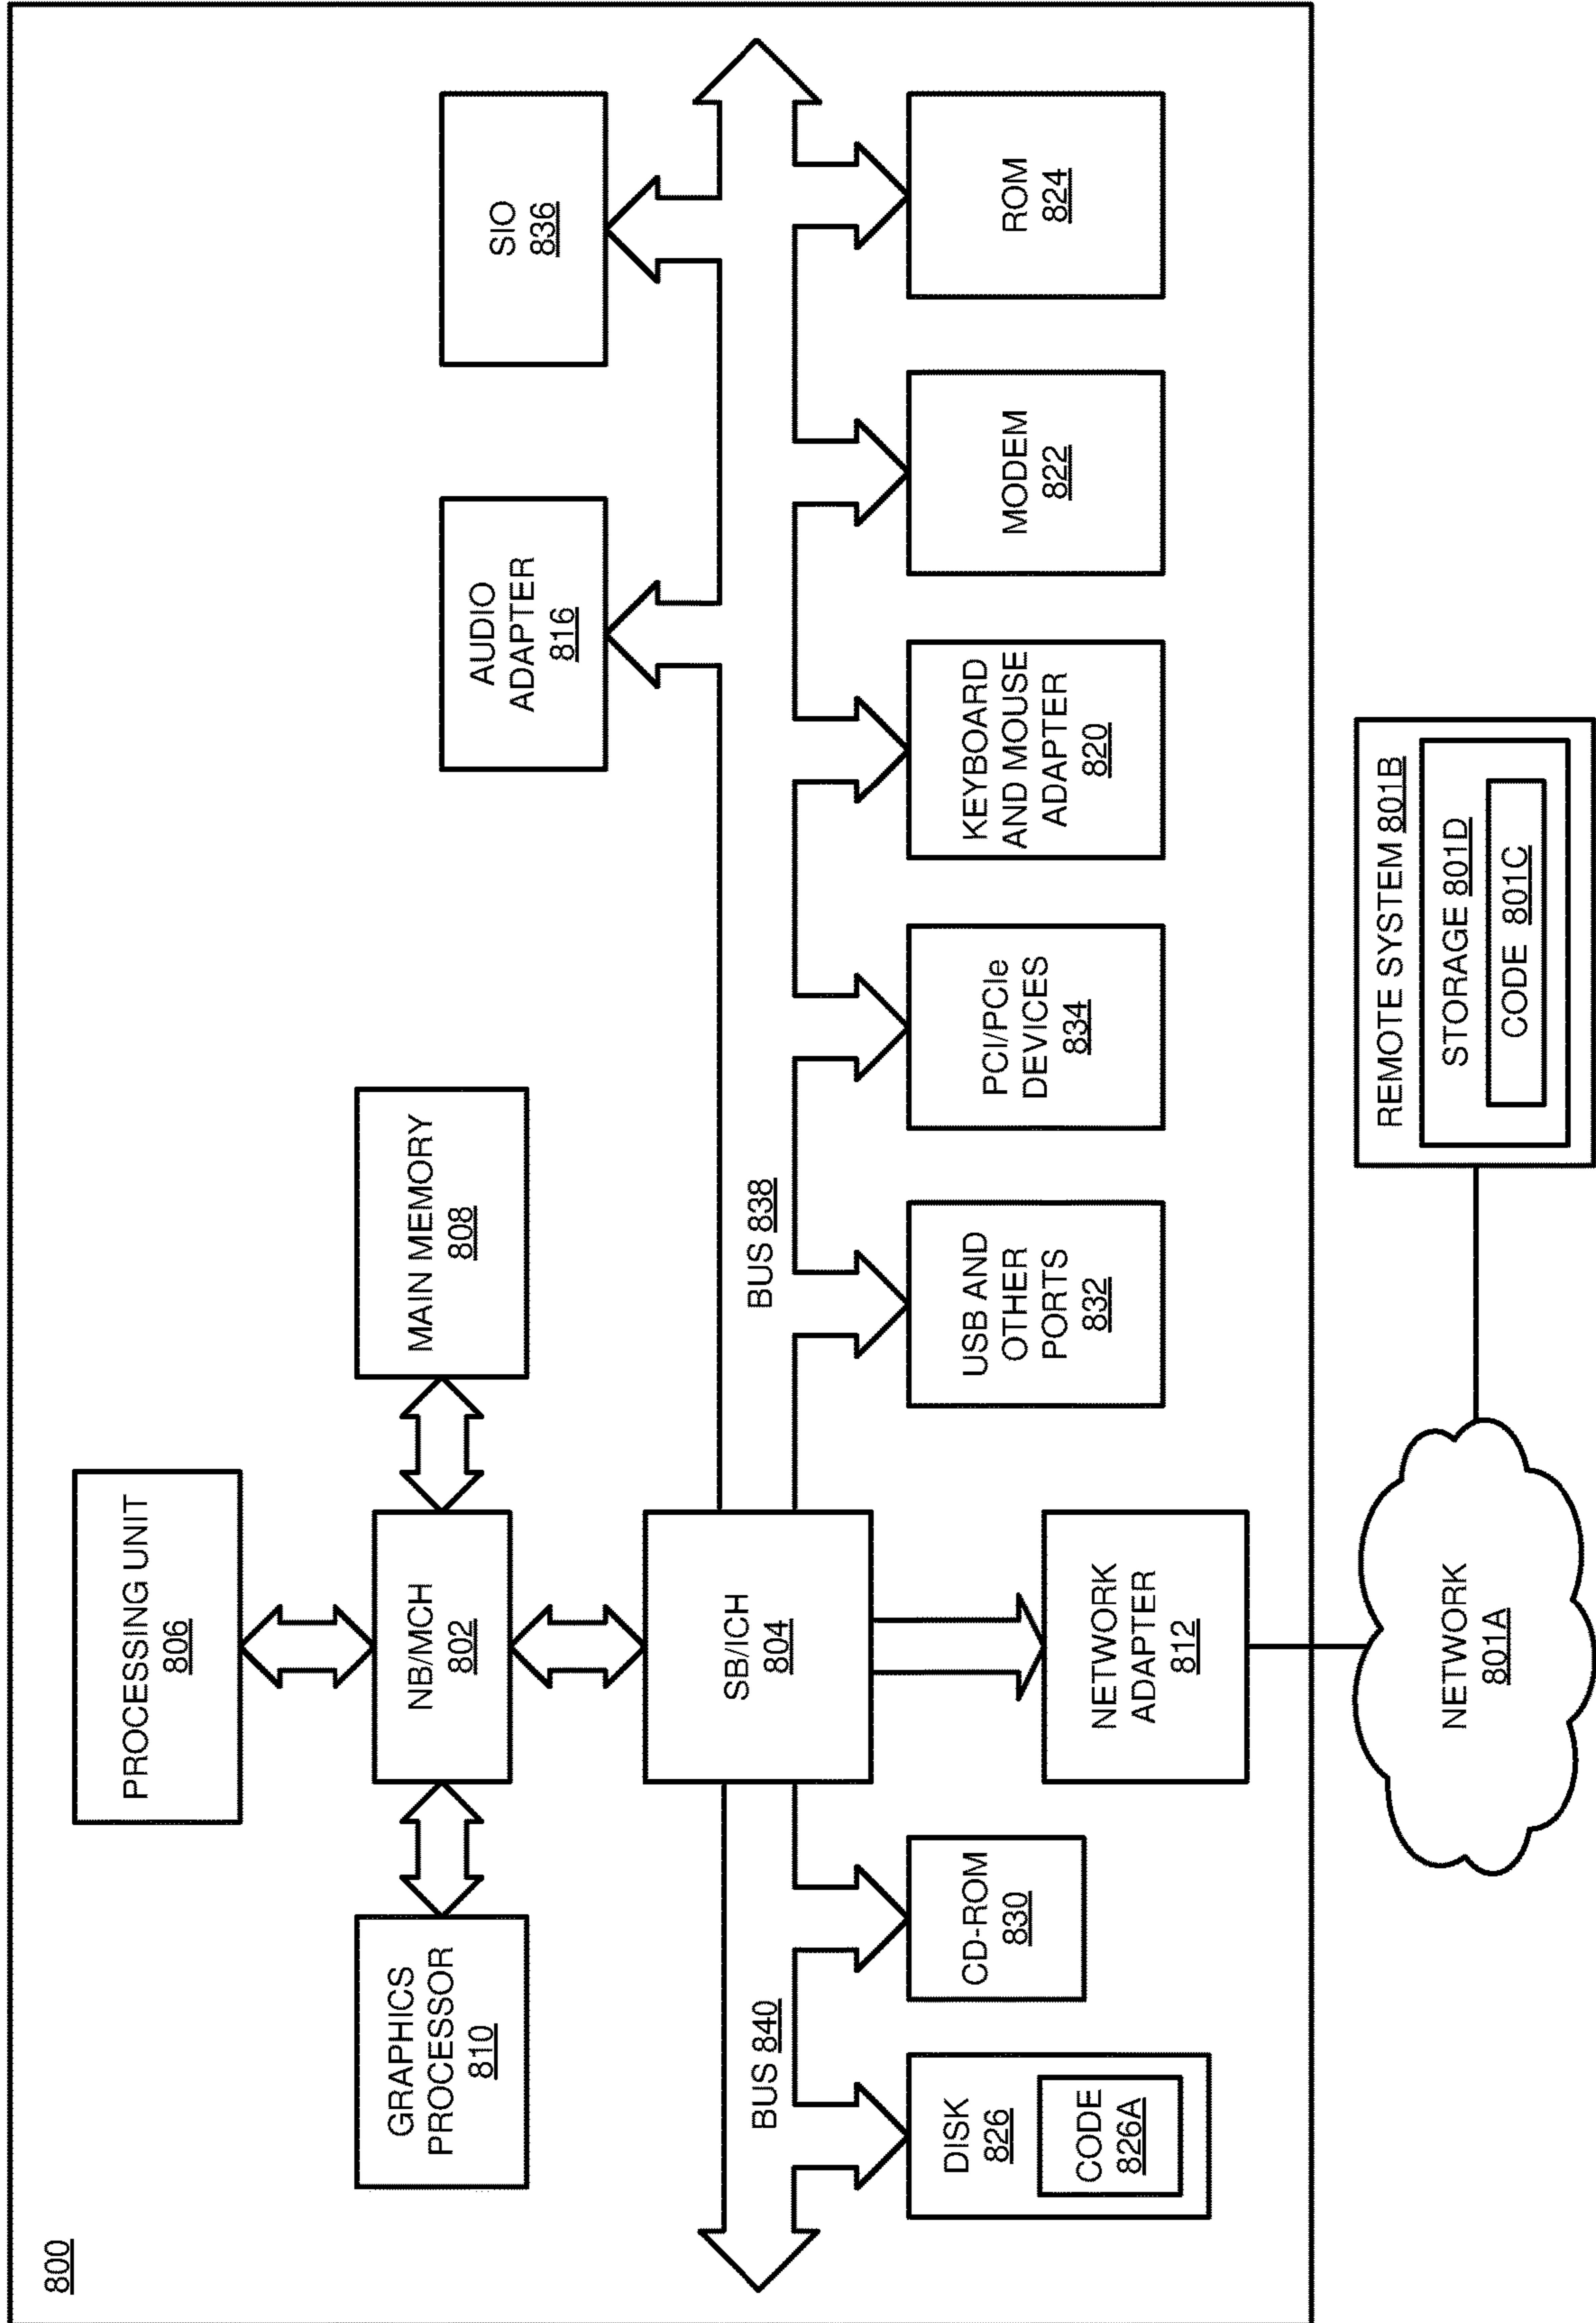 800
PROCESSING UNIT
806
GRAPHICS
PROCESSOR
810
NB/MCH
802
MAIN MEMORY
808
AUDIO
ADAPTER
816
SIO
836
SB/ICH
804
BUS 840
BUS 838
DISK
826
CODE
826A
CD-ROM
830
USB AND
OTHER
PORTS
832
PCI/PCIe
DEVICES
834
KEYBOARD
AND MOUSE
ADAPTER
820
MODEM
822
ROM
824
NETWORK
ADAPTER
812
NETWORK
801A
REMOTE SYSTEM 801B
STORAGE 801D
CODE 801C